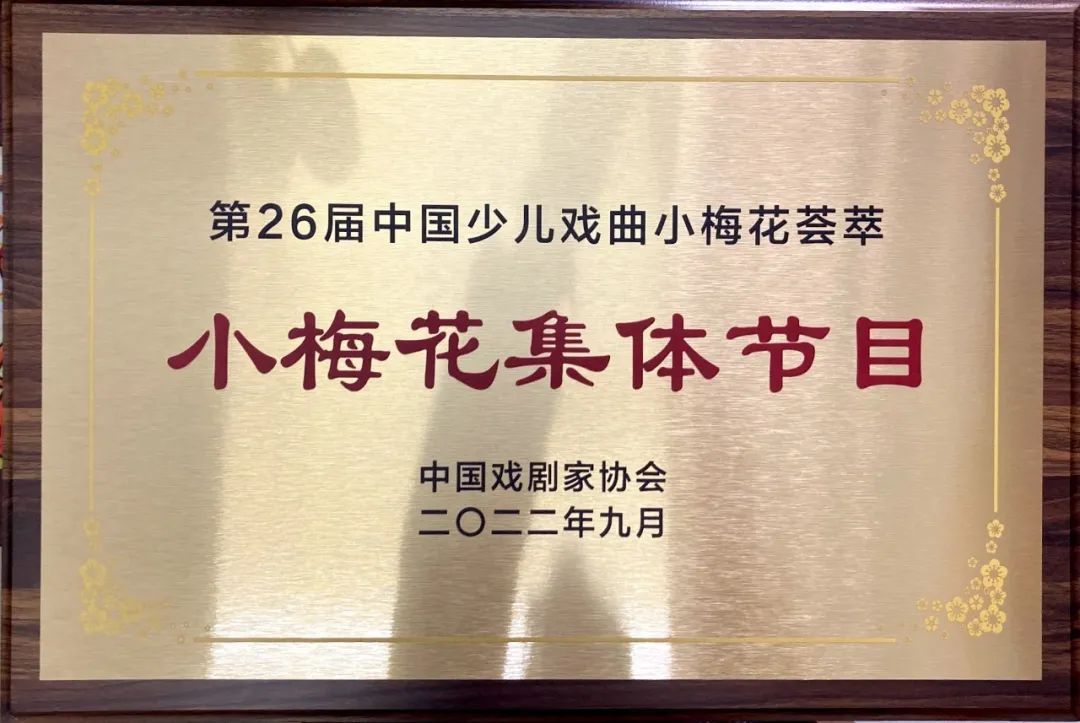 第26届中国少儿戏曲小梅花荟萃
小梅花集体节目
中国戏剧家协会
二〇二二年九月